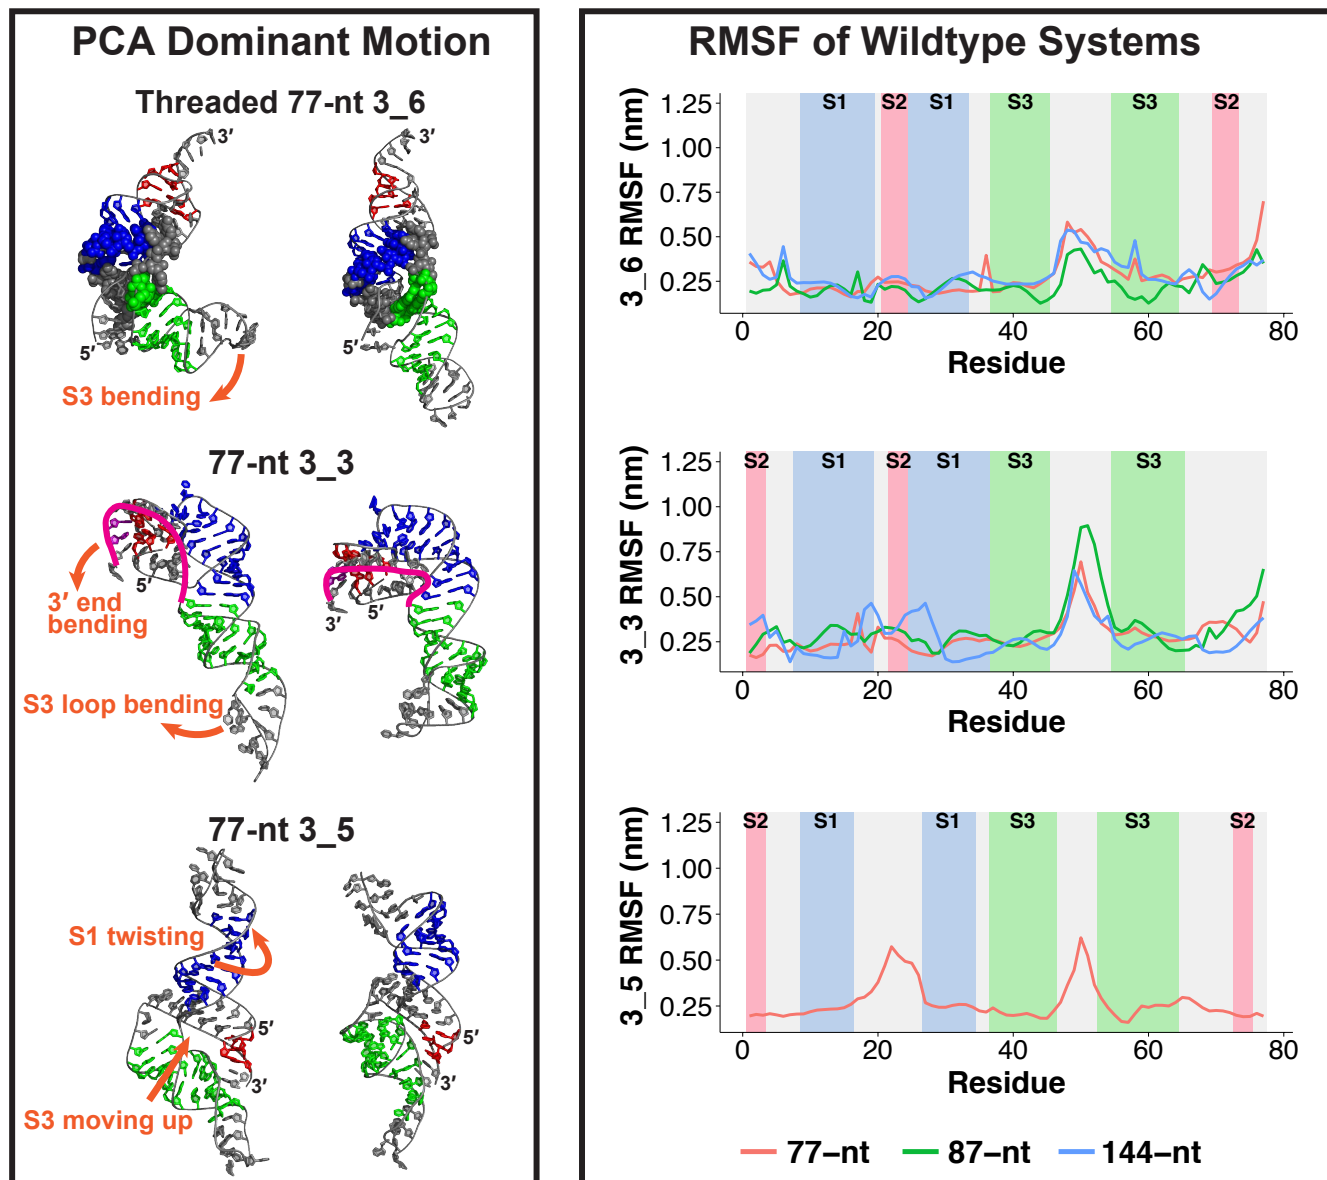 PCA Dominant Motion
Threaded 77-nt 3_6
3′
3′
5′
5′
S3 bending
77-nt 3_3
5′
3′ end
bending
5′
3′
S3 loop bending
77-nt 3_5
S1 twisting
5′
3′
5′
3′
S3 moving up
RMSF of Wildtype Systems
3_6 RMSF (nm)
1.25
1.00
0.75
0.50
0.25
S1
S2
S1
S3
S3
S2
0
20
40
60
80
Residue
3_3 RMSF (nm)
1.25
1.00
0.75
0.50
0.25
S2
S1
S2
S1
S3
S3
0
20
40
60
80
Residue
3_5 RMSF (nm)
1.25
1.00
0.75
0.50
0.25
S2
S1
S1
S3
S3
S2
0
20
40
60
80
Residue
77−nt
87−nt
144−nt